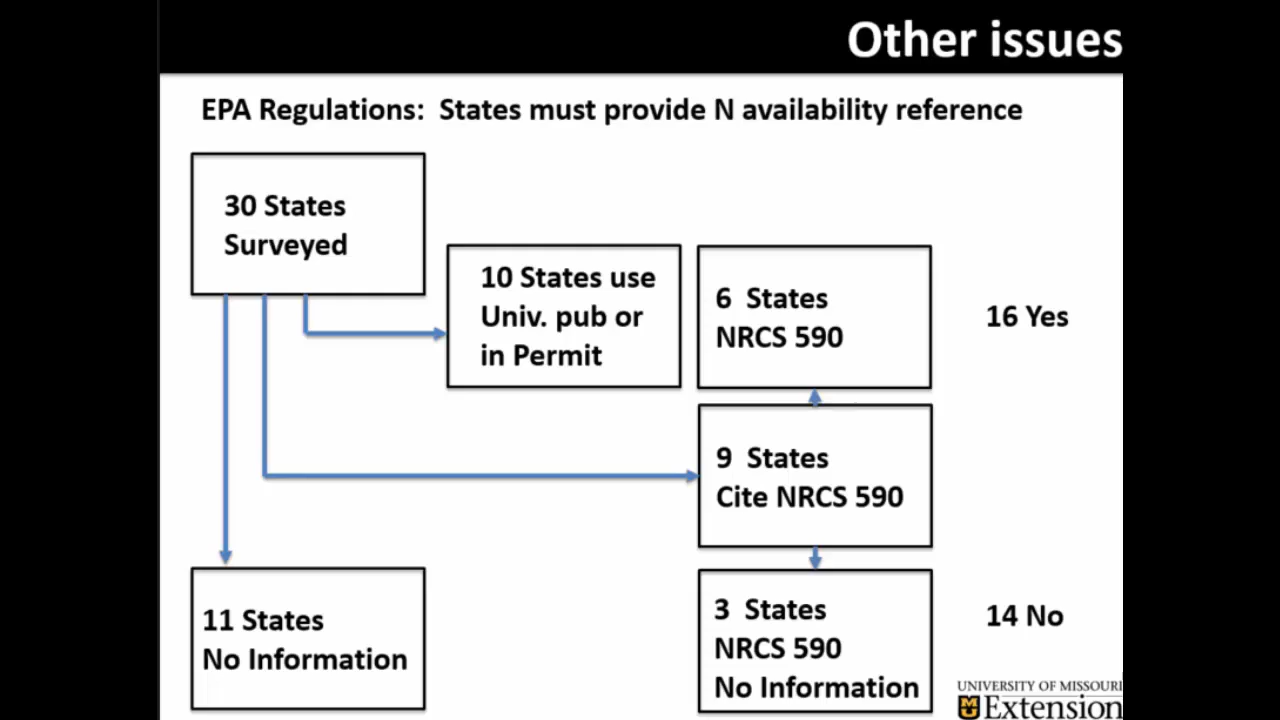 Other issues
EPA Regulations: States must provide N availability reference
30 States
Surveyed
10 States use
Univ. pub or
in Permit
6 States
NRCS 590
16 Yes
9 States
Cite NRCS 590
11 States
No Information
3 States
NRCS 590
No Information
14 No
UNIVERSITY OF MISSOURI
Extension